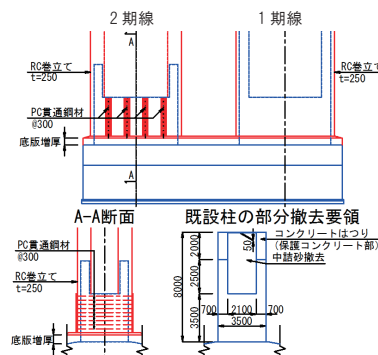 2期線
1期線
A
RC巻立て
t=250
RC巻立て
t=250
PC貫通鋼材
@300
底版増厚
A
A-A断面
既設柱の部分撤去要領
PC貫通鋼材
@300
RC巻立て
t=250
底版増厚
コンクリートはつり
(保護コンクリート部)
中詰砂撤去
50
2000
2500
3500
8000
700
2100
700
3500